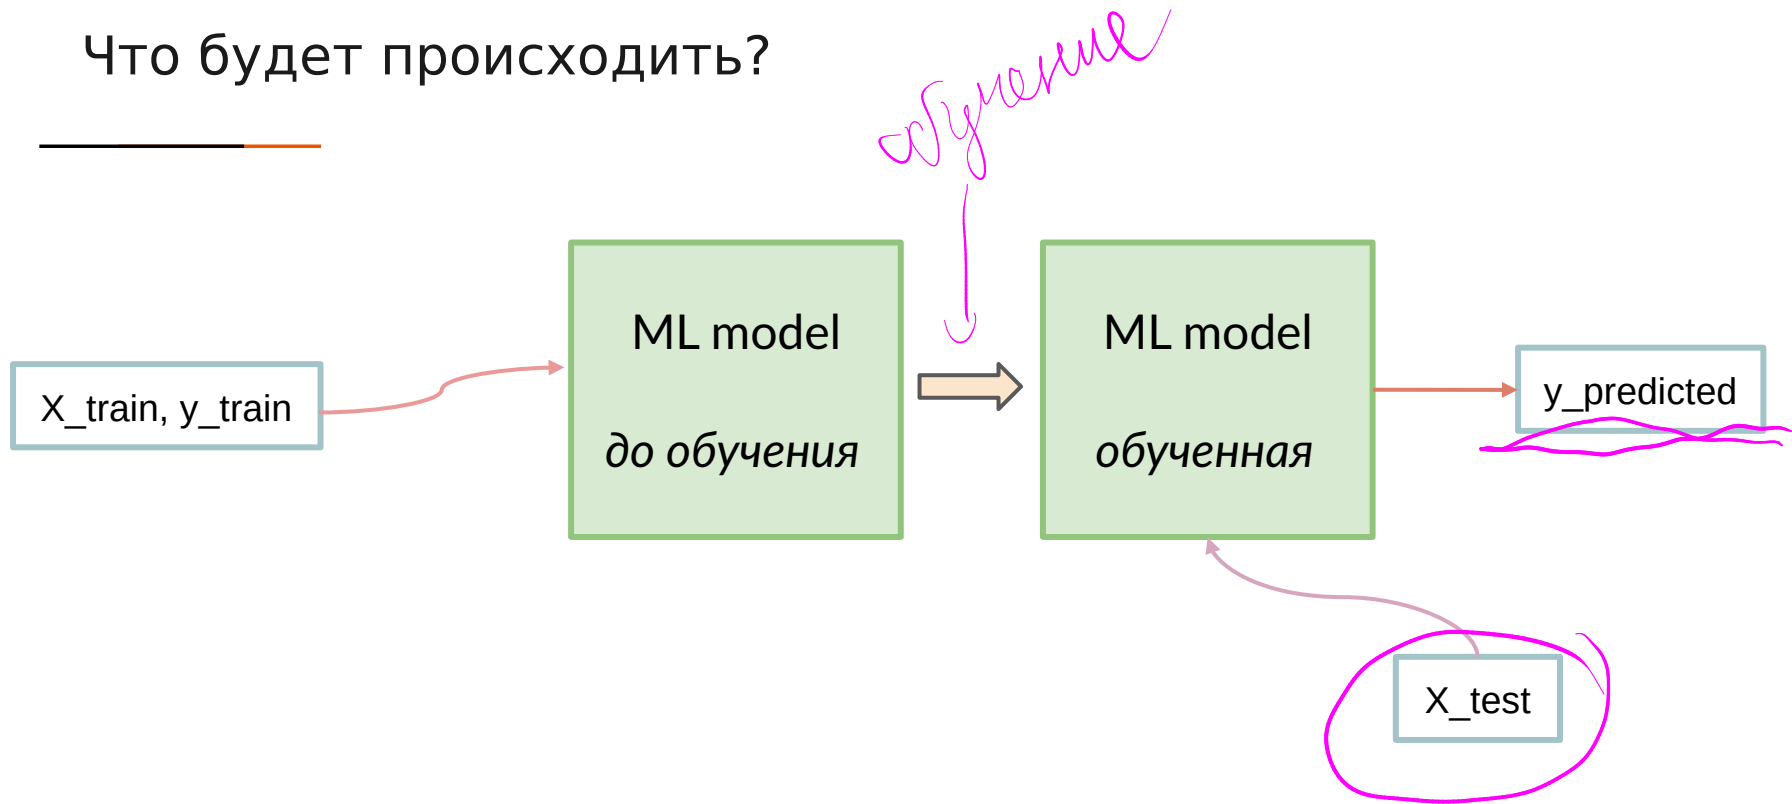 Что будет происходить?
обучение
X_train, y_train
ML model
до обучения
ML model
обученная
y_predicted
X_test